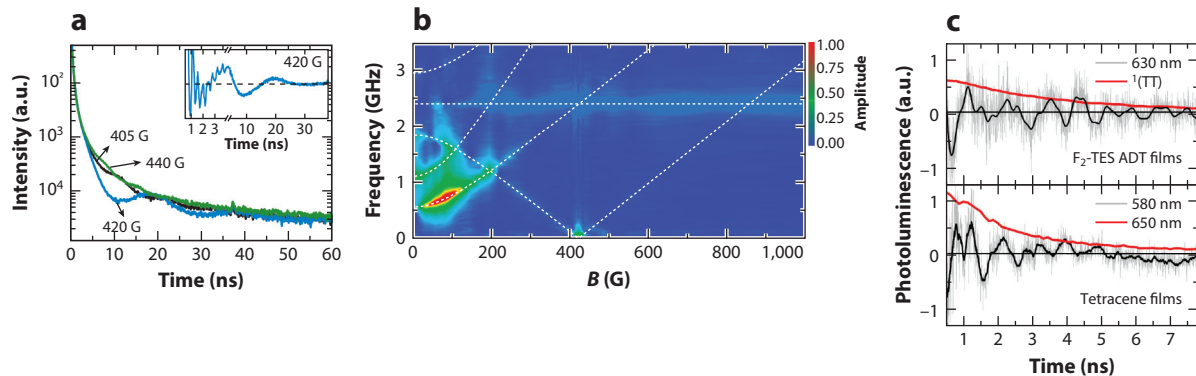 a
Intensity (a.u.)
10²
10³
10⁴
405 G
440 G
420 G
0 10 20 30 40 50 60
Time (ns)
420 G
1 2 3 10 20 30
Time (ns)
b
Frequency (GHz)
3
2
1
0
0 200 400 600 800 1,000
B (G)
1.00
0.75
0.50
0.25
0.00
Amplitude
c
Photoluminescence (a.u.)
1
0
−1
630 nm
¹(TT)
F₂-TES ADT films
1
0
−1
580 nm
650 nm
Tetracene films
1 2 3 4 5 6 7
Time (ns)